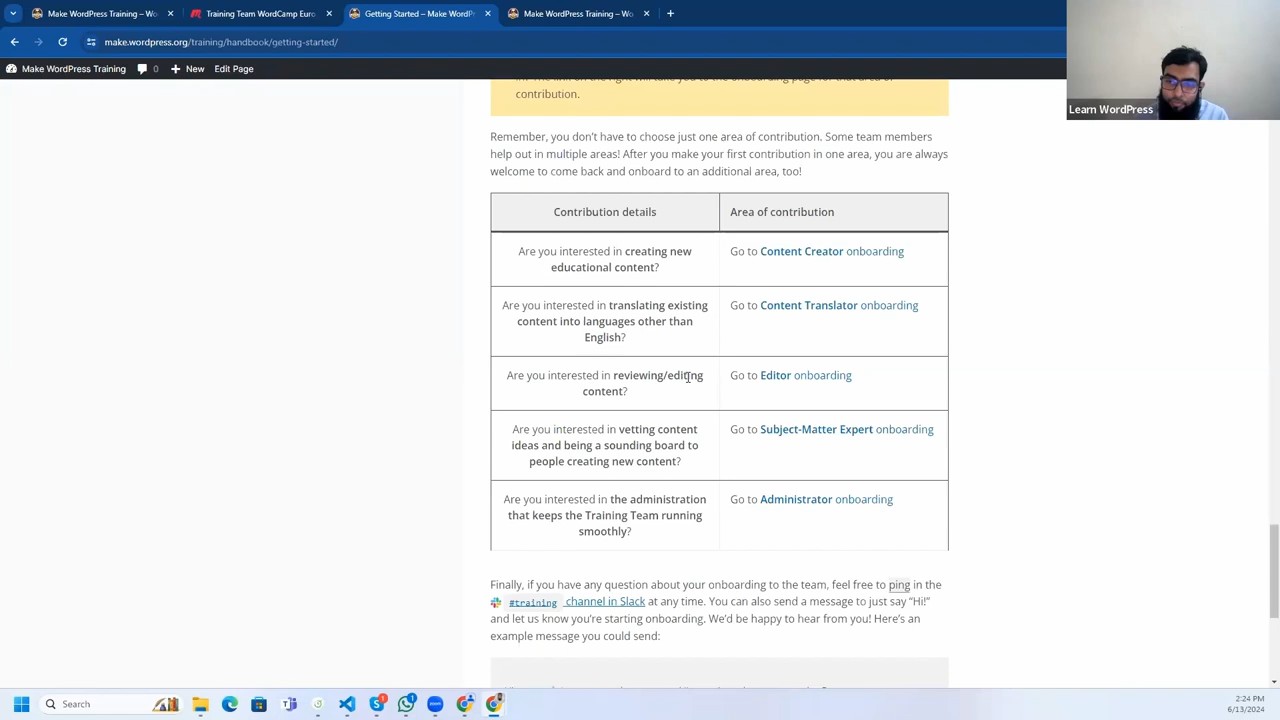 Make WordPress Training – Wo
Training Team WordCamp Euro
Getting Started – Make WordPr
Make WordPress Training – Wo
make.wordpress.org/training/handbook/getting-started/
Make WordPress Training
0
New
Edit Page
Learn WordPress
contribution.
Remember, you don't have to choose just one area of contribution. Some team members
help out in multiple areas! After you make your first contribution in one area, you are always
welcome to come back and onboard to an additional area, too!
Contribution details
Area of contribution
Are you interested in creating new
educational content?
Go to Content Creator onboarding
Are you interested in translating existing
content into languages other than
English?
Go to Content Translator onboarding
Are you interested in reviewing/editing
content?
Go to Editor onboarding
Are you interested in vetting content
ideas and being a sounding board to
people creating new content?
Go to Subject-Matter Expert onboarding
Are you interested in the administration
that keeps the Training Team running
smoothly?
Go to Administrator onboarding
Finally, if you have any question about your onboarding to the team, feel free to ping in the
#training channel in Slack at any time. You can also send a message to just say "Hi!"
and let us know you're starting onboarding. We'd be happy to hear from you! Here's an
example message you could send:
Search
2:24 PM
6/13/2024